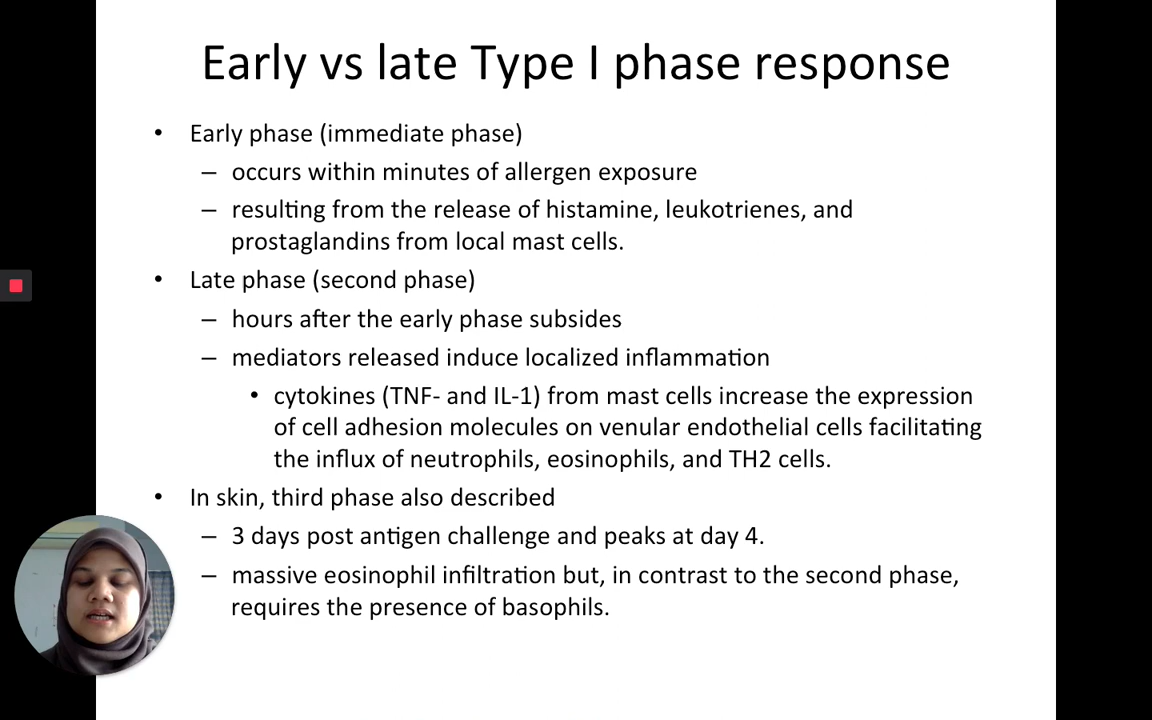 Early vs late Type I phase response
• Early phase (immediate phase)
– occurs within minutes of allergen exposure
– resulting from the release of histamine, leukotrienes, and
prostaglandins from local mast cells.
• Late phase (second phase)
– hours after the early phase subsides
– mediators released induce localized inflammation
• cytokines (TNF- and IL-1) from mast cells increase the expression
of cell adhesion molecules on venular endothelial cells facilitating
the influx of neutrophils, eosinophils, and TH2 cells.
• In skin, third phase also described
– 3 days post antigen challenge and peaks at day 4.
– massive eosinophil infiltration but, in contrast to the second phase,
requires the presence of basophils.